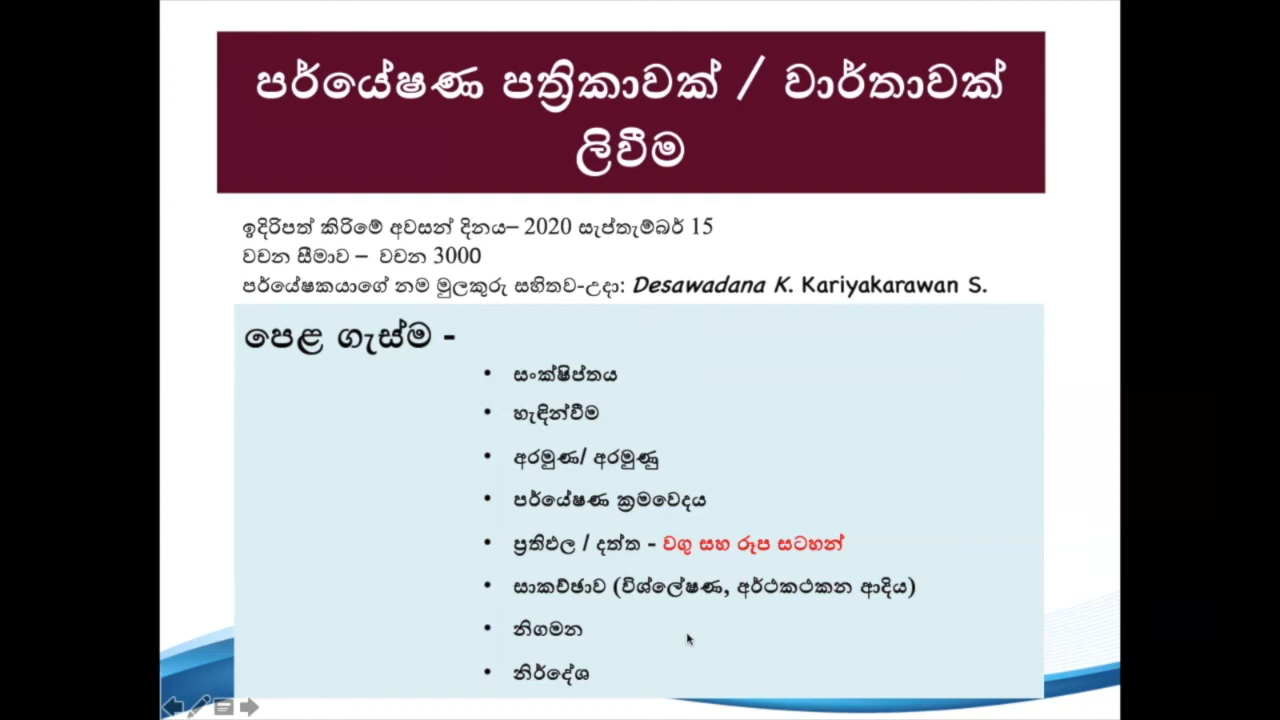 පර්යේෂණ පත්‍රිකාවක් / වාර්තාවක්
ලිවීම
ඉදිරිපත් කිරීමේ අවසන් දිනය– 2020 සැප්තැම්බර් 15
වචන සීමාව – වචන 3000
පර්යේෂකයාගේ නම මුලකුරු සහිතව-උදා: Desawadana K. Kariyakarawan S.
පෙළ ගැස්ම -
• සංක්ෂිප්තය
• හැඳින්වීම
• අරමුණ/ අරමුණු
• පර්යේෂණ ක්‍රමවෙදය
• ප්‍රතිඵල / දත්ත - වගු සහ රූප සටහන්
• සාකච්ඡාව (විශ්ලේෂණ, අර්ථකථකන ආදිය)
• නිගමන
• නිර්දේශ